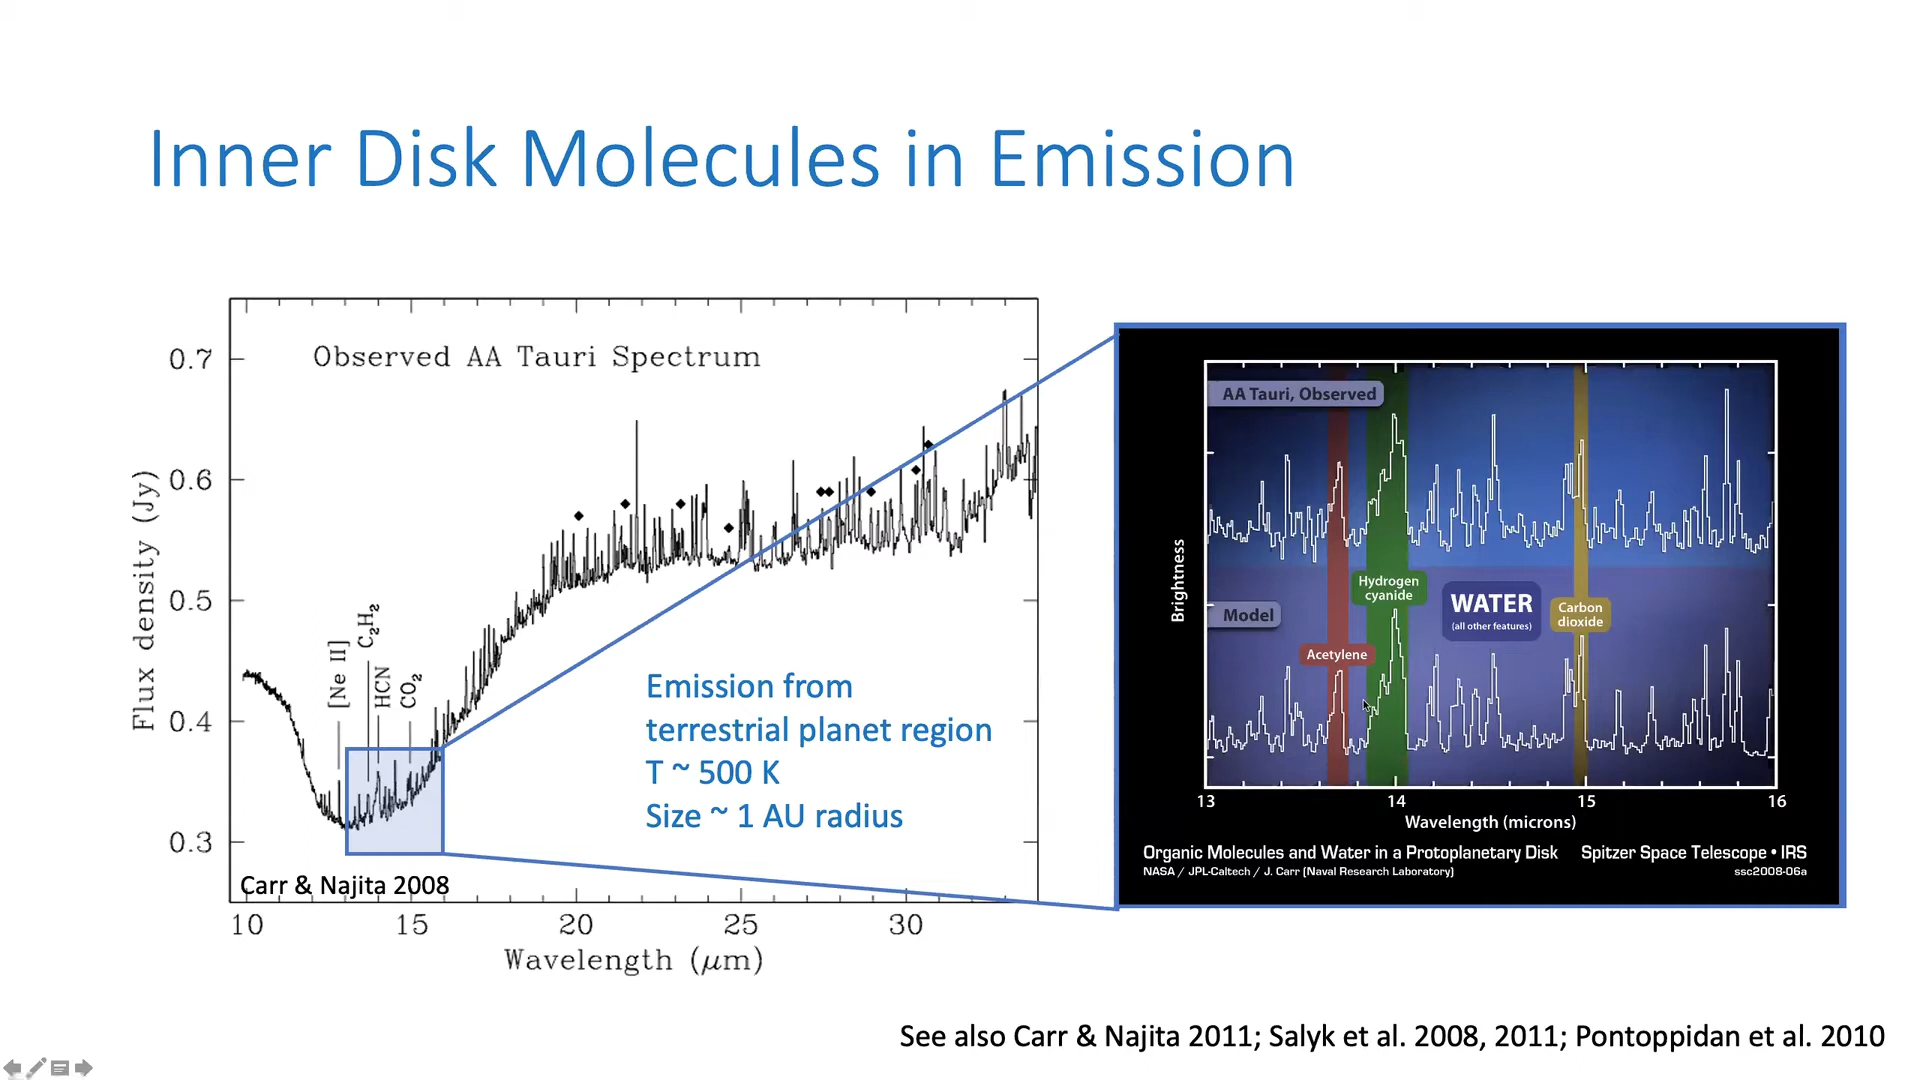 Inner Disk Molecules in Emission
Observed AA Tauri Spectrum
Flux density (Jy)
0.7
0.6
0.5
0.4
0.3
[Ne II]
C₂H₂
HCN
CO₂
Emission from
terrestrial planet region
T ~ 500 K
Size ~ 1 AU radius
Carr & Najita 2008
10 15 20 25 30
Wavelength (μm)
AA Tauri, Observed
Brightness
Hydrogen
cyanide
WATER
(all other features)
Carbon
dioxide
Model
Acetylene
13 14 15 16
Wavelength (microns)
Organic Molecules and Water in a Protoplanetary Disk
NASA / JPL-Caltech / J. Carr (Naval Research Laboratory)
Spitzer Space Telescope • IRS
ssc2008-06a
See also Carr & Najita 2011; Salyk et al. 2008, 2011; Pontoppidan et al. 2010